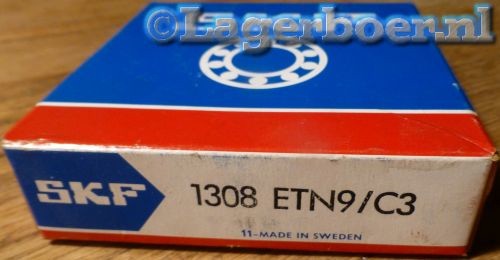 ©Lagerboer.nl
SKF 1308 ETN9/C3
11-MADE IN SWEDEN